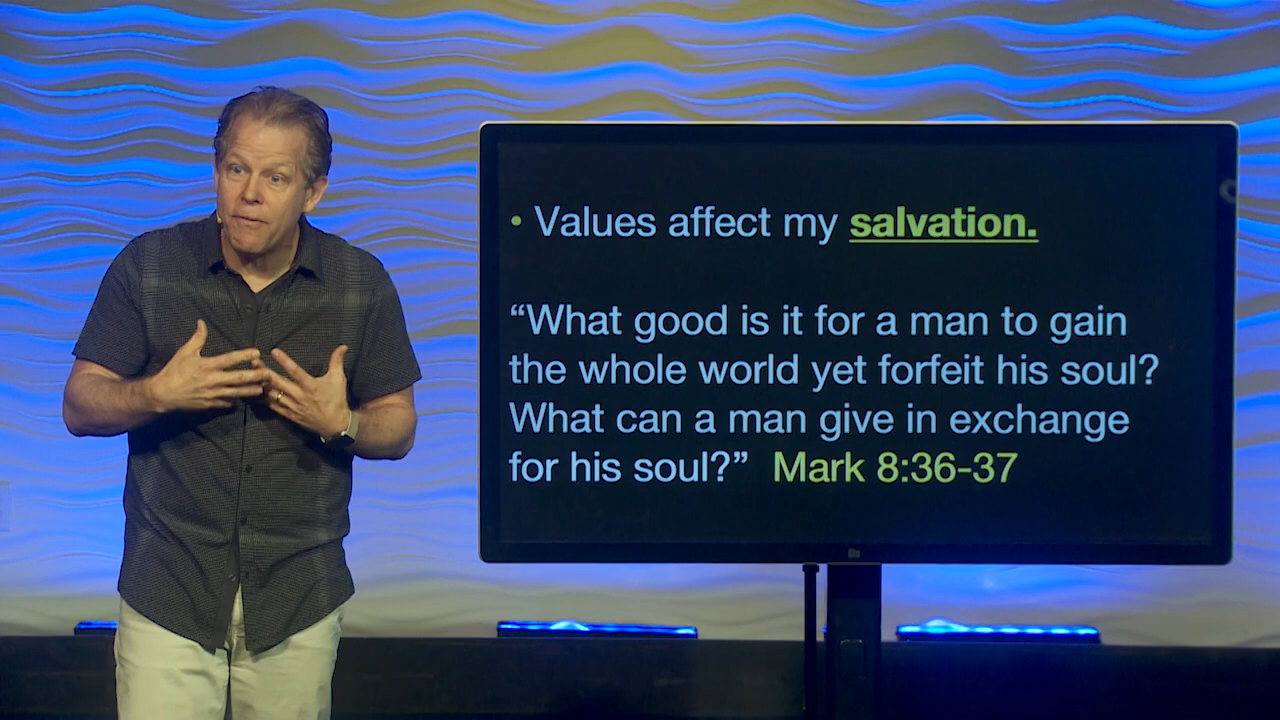 • Values affect my salvation.
“What good is it for a man to gain
the whole world yet forfeit his soul?
What can a man give in exchange
for his soul?” Mark 8:36-37